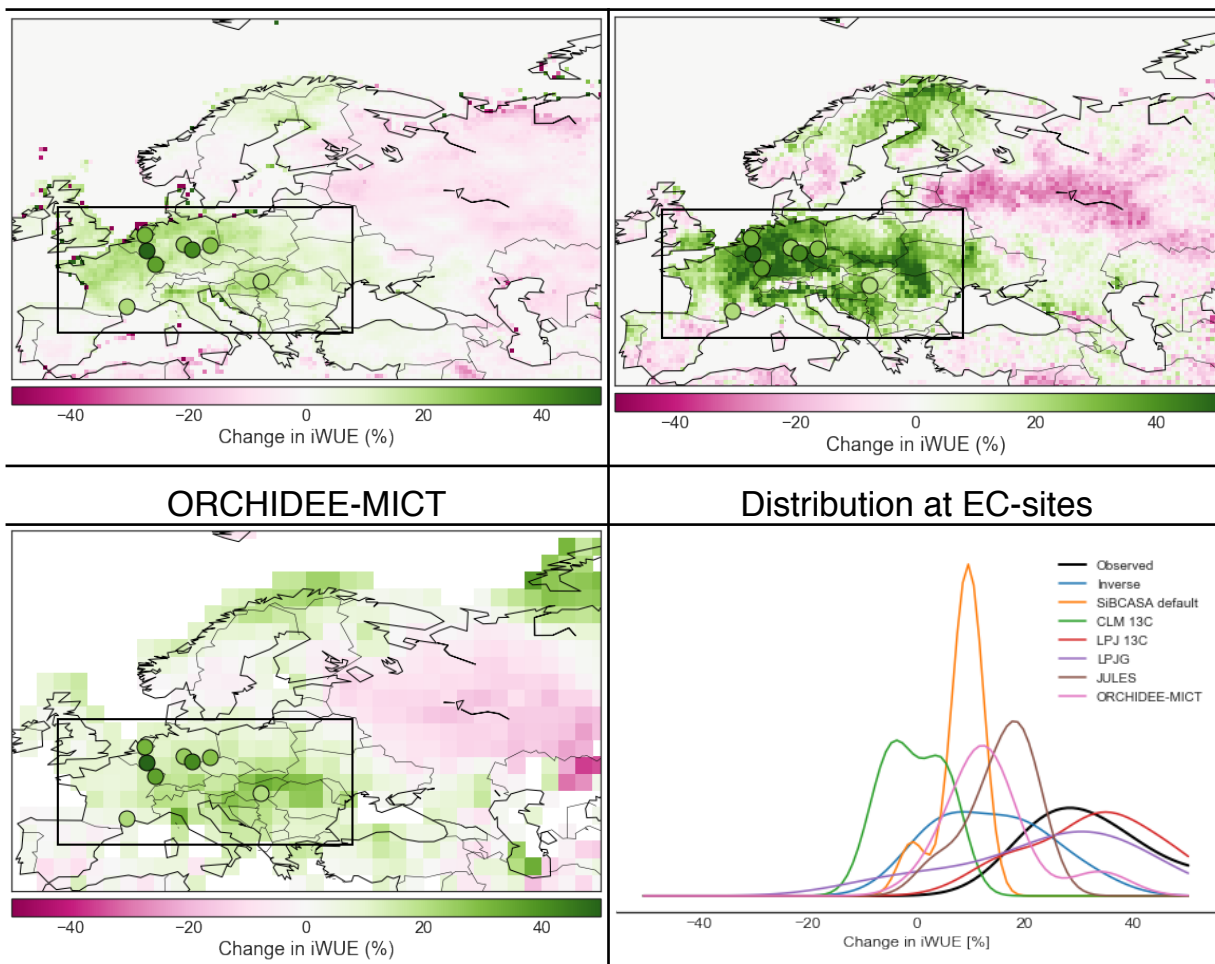 −40 −20 0 20 40
Change in iWUE (%)
−40 −20 0 20 40
Change in iWUE (%)
ORCHIDEE-MICT
Distribution at EC-sites
−40 −20 0 20 40
Change in iWUE (%)
Observed
Inverse
SiBCASA default
CLM 13C
LPJ 13C
LPJG
JULES
ORCHIDEE-MICT
−40 −20 0 20 40
Change in iWUE [%]